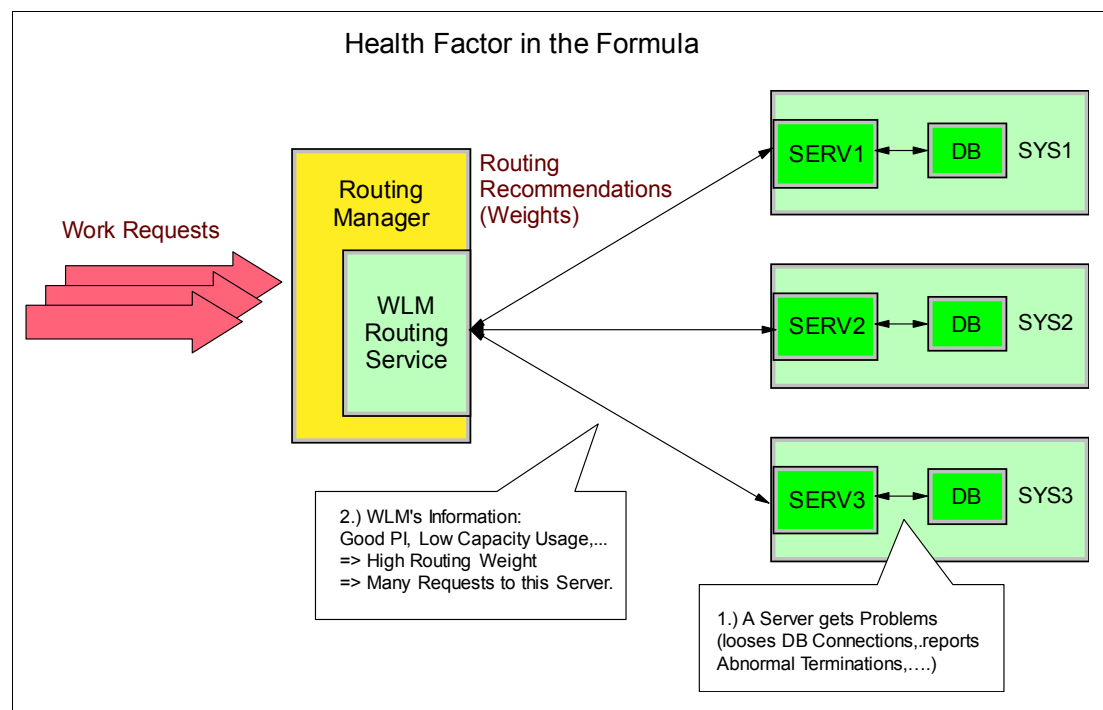 Health Factor in the Formula
Work Requests
Routing
Manager
WLM
Routing
Service
Routing
Recommendations
(Weights)
SERV1
DB
SYS1
SERV2
DB
SYS2
SERV3
DB
SYS3
2.) WLM's Information:
Good PI, Low Capacity Usage,...
=> High Routing Weight
=> Many Requests to this Server.
1.) A Server gets Problems
(looses DB Connections,.reports
Abnormal Terminations,....)